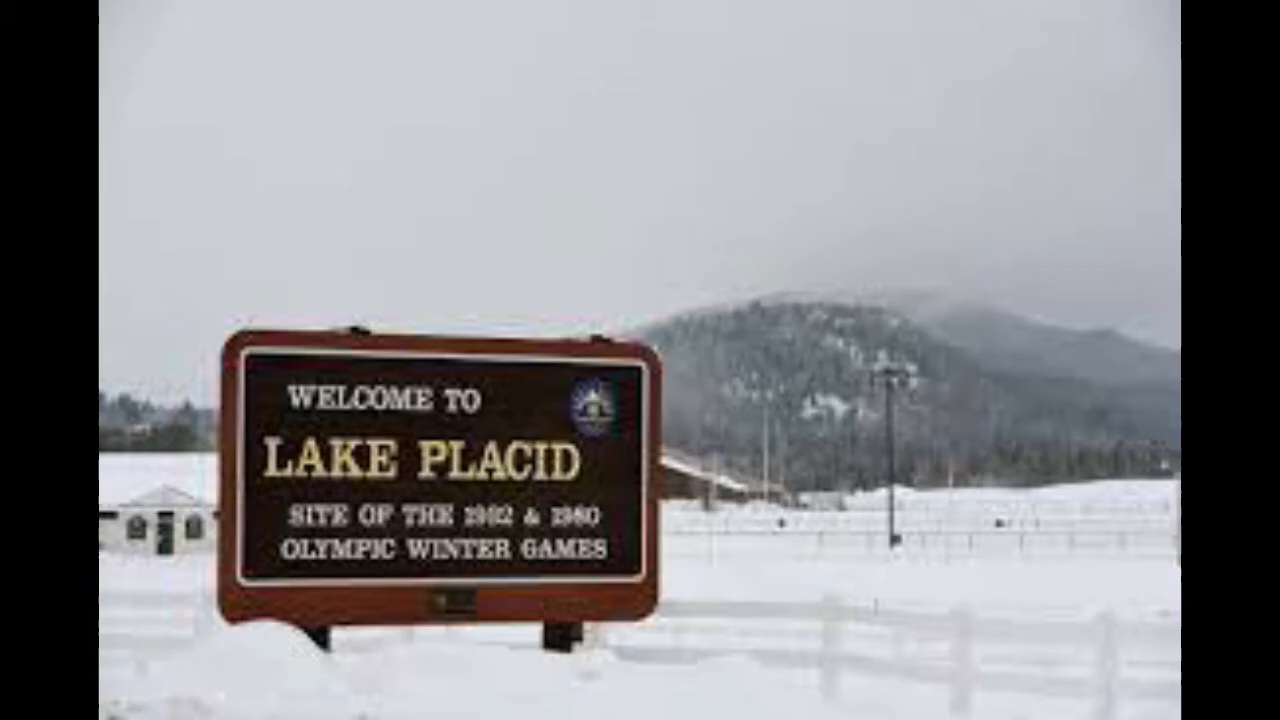 WELCOME TO
LAKE PLACID
SITE OF THE 1932 & 1980
OLYMPIC WINTER GAMES